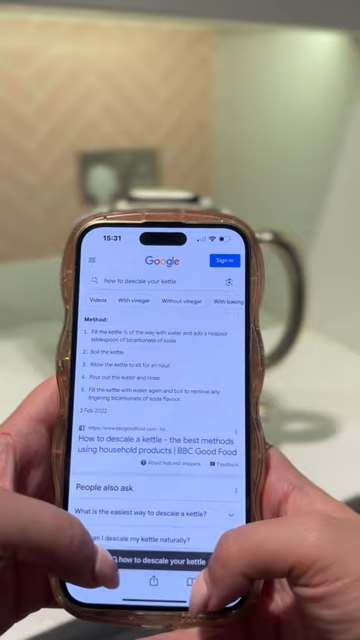 15:31
Google
Sign in
how to descale your kettle
Videos With vinegar Without vinegar With baking
Method:
1. Fill the kettle ¾ of the way with water and add a heaped
tablespoon of bicarbonate of soda.
2. Boil the kettle.
3. Allow the kettle to sit for an hour.
4. Pour out the water and rinse.
5. Fill the kettle with water again and boil to remove any
lingering bicarbonate of soda flavour.
2 Feb 2022
https://www.bbcgoodfood.com
How to descale a kettle - the best methods
using household products | BBC Good Food
About featured snippets Feedback
People also ask
What is the easiest way to descale a kettle?
an I descale my kettle naturally?
how to descale your kettle